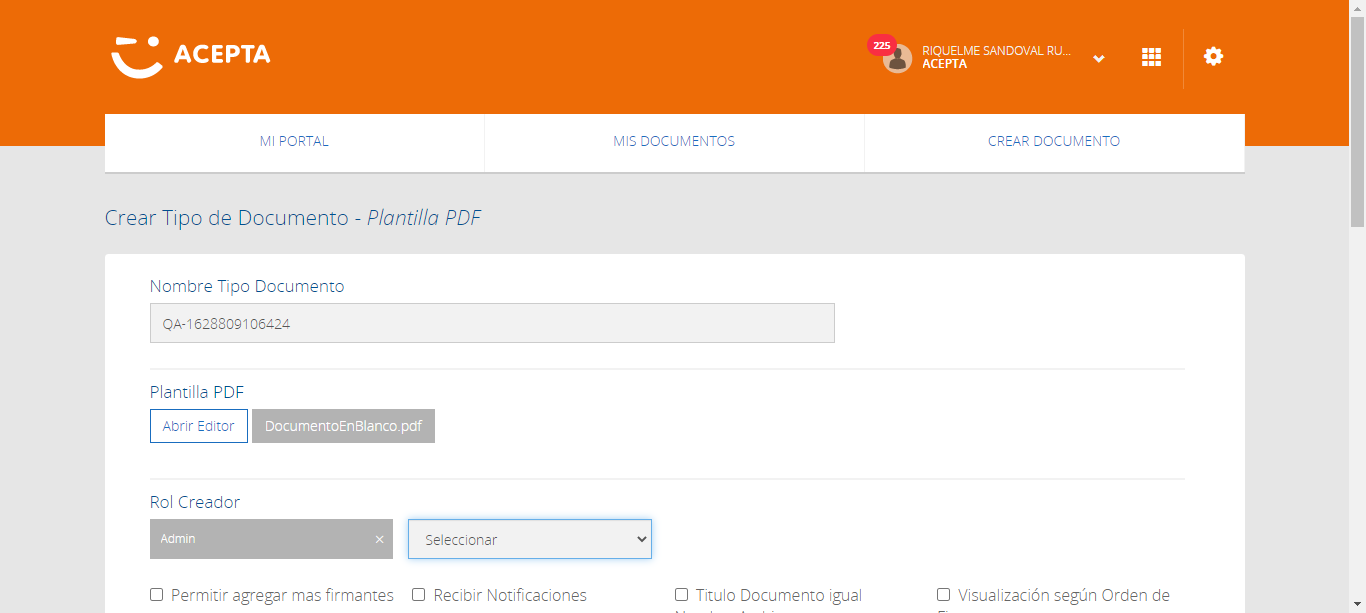 ACEPTA
225
RIQUELME SANDOVAL RU...
ACEPTA
MI PORTAL
MIS DOCUMENTOS
CREAR DOCUMENTO
Crear Tipo de Documento - Plantilla PDF
Nombre Tipo Documento
QA-1628809106424
Plantilla PDF
Abrir Editor
DocumentoEnBlanco.pdf
Rol Creador
Admin ×
Seleccionar
Permitir agregar mas firmantes
Recibir Notificaciones
Titulo Documento igual
Visualización según Orden de